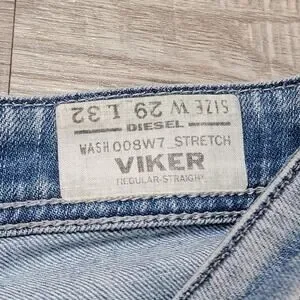 SIZE W 29 L 32
DIESEL
WASH 008W7_STRETCH
VIKER
REGULAR-STRAIGHT